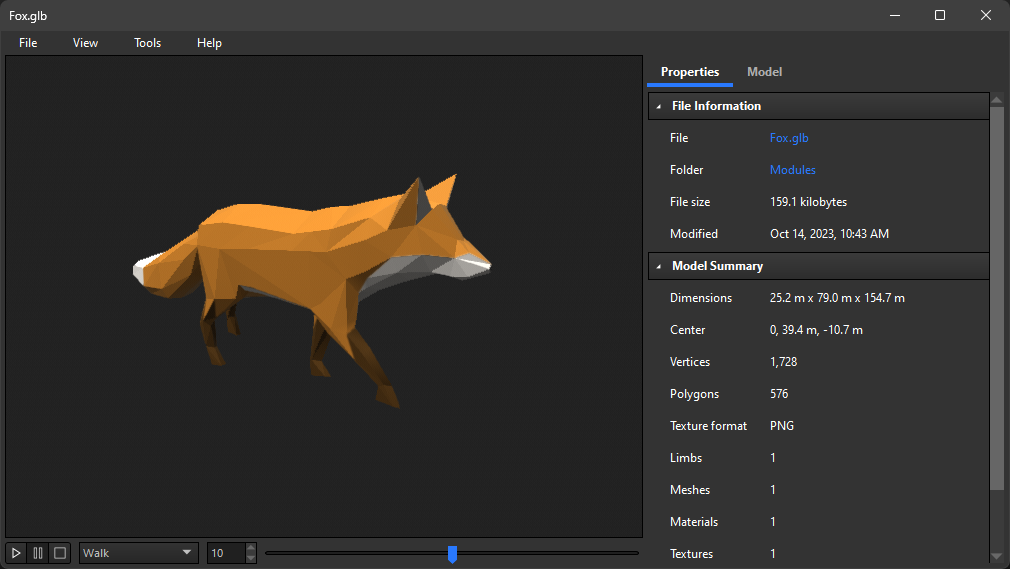 Fox.glb
File View Tools Help
Properties Model
File Information
File Fox.glb
Folder Modules
File size 159.1 kilobytes
Modified Oct 14, 2023, 10:43 AM
Model Summary
Dimensions 25.2 m x 79.0 m x 154.7 m
Center 0, 39.4 m, -10.7 m
Vertices 1,728
Polygons 576
Texture format PNG
Limbs 1
Meshes 1
Materials 1
Textures 1
Walk 10